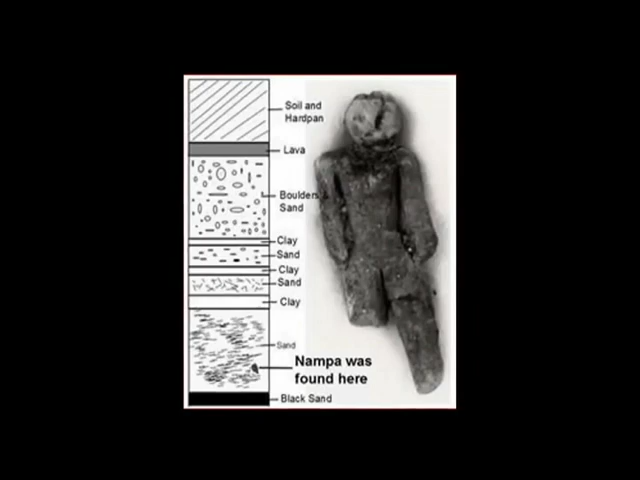 Soil and
Hardpan
Lava
Boulders
Sand
Clay
Sand
Clay
Sand
Clay
Sand
Nampa was
found here
Black Sand